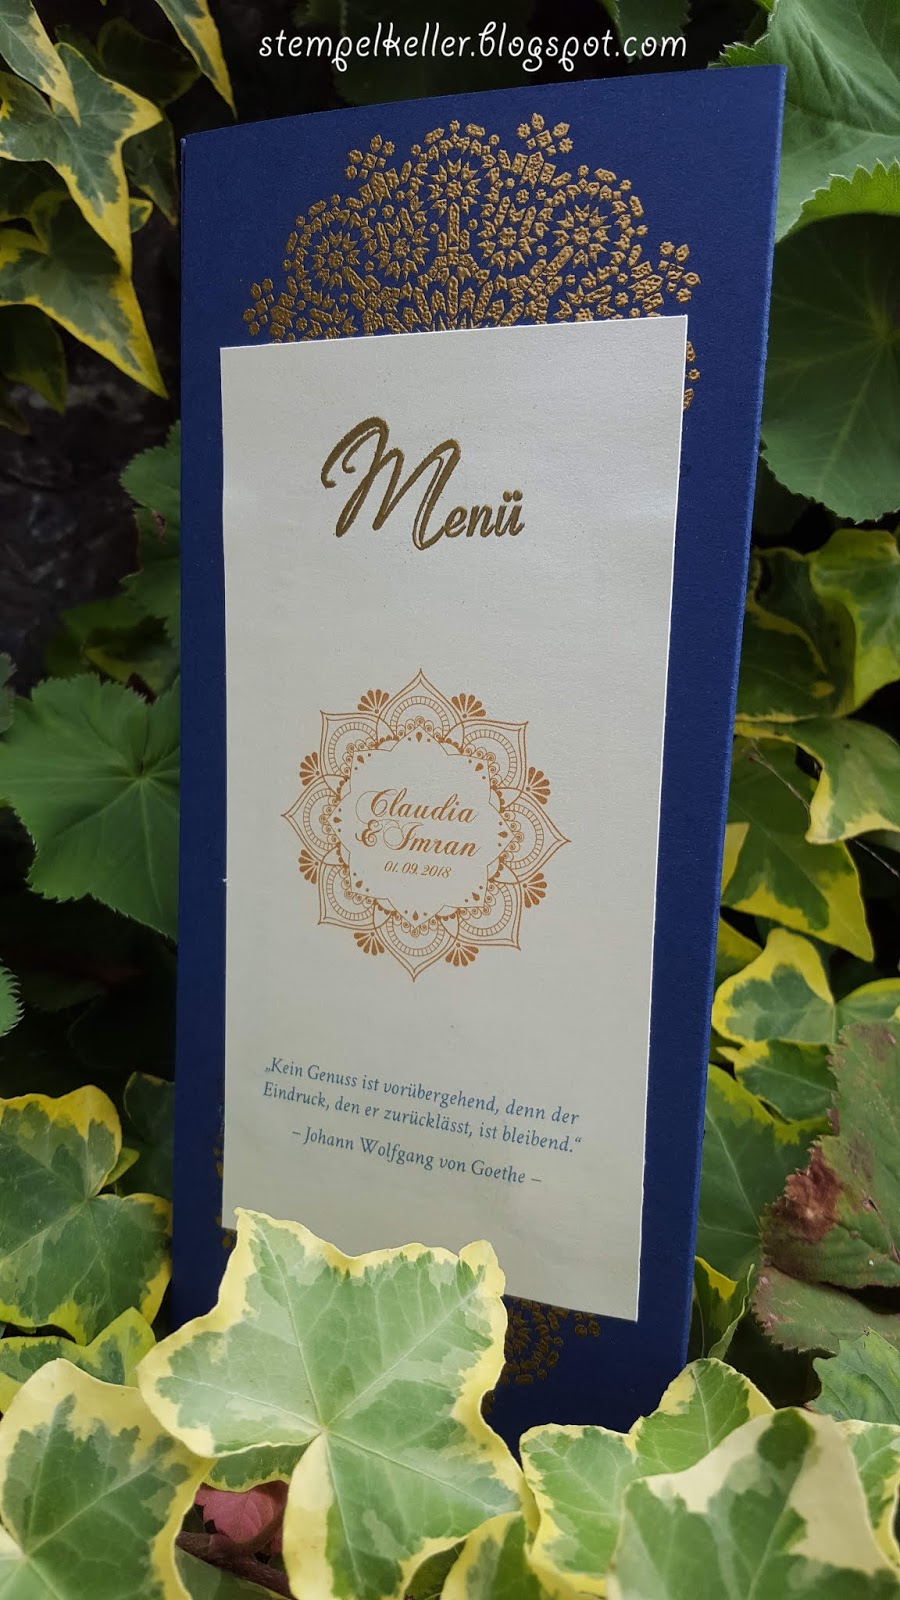 stempelkeller.blogspot.com
Menü
Claudia
& Imran
01.09.2018
„Kein Genuss ist vorübergehend, denn der
Eindruck, den er zurücklässt, ist bleibend.“
– Johann Wolfgang von Goethe –